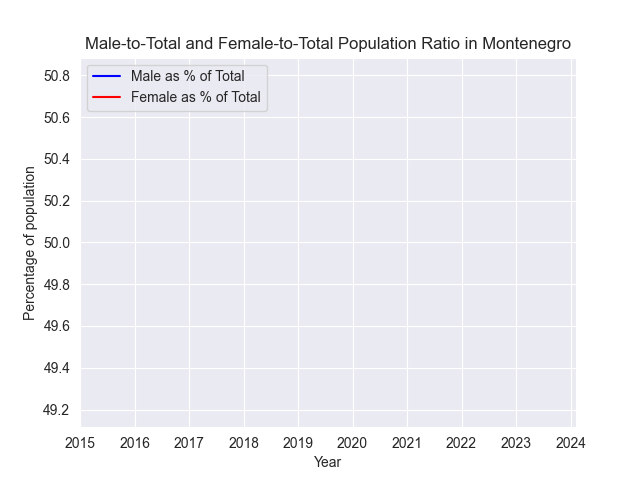 Male-to-Total and Female-to-Total Population Ratio in Montenegro
Male as % of Total
Female as % of Total
Percentage of population
50.8
50.6
50.4
50.2
50.0
49.8
49.6
49.4
49.2
2015 2016 2017 2018 2019 2020 2021 2022 2023 2024
Year